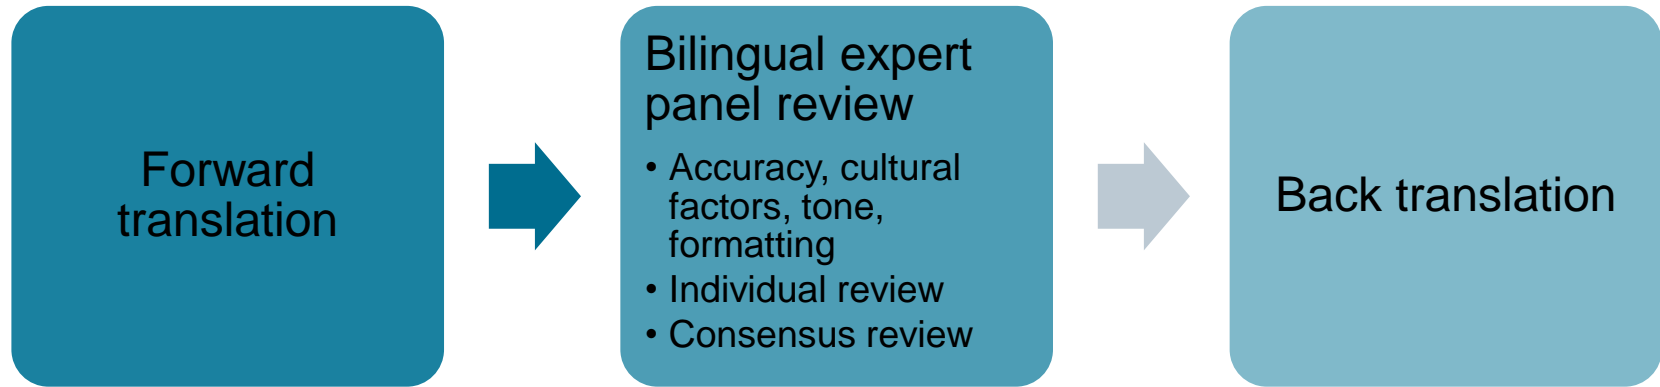 Forward
translation
Bilingual expert
panel review
• Accuracy, cultural
factors, tone,
formatting
• Individual review
• Consensus review
Back translation